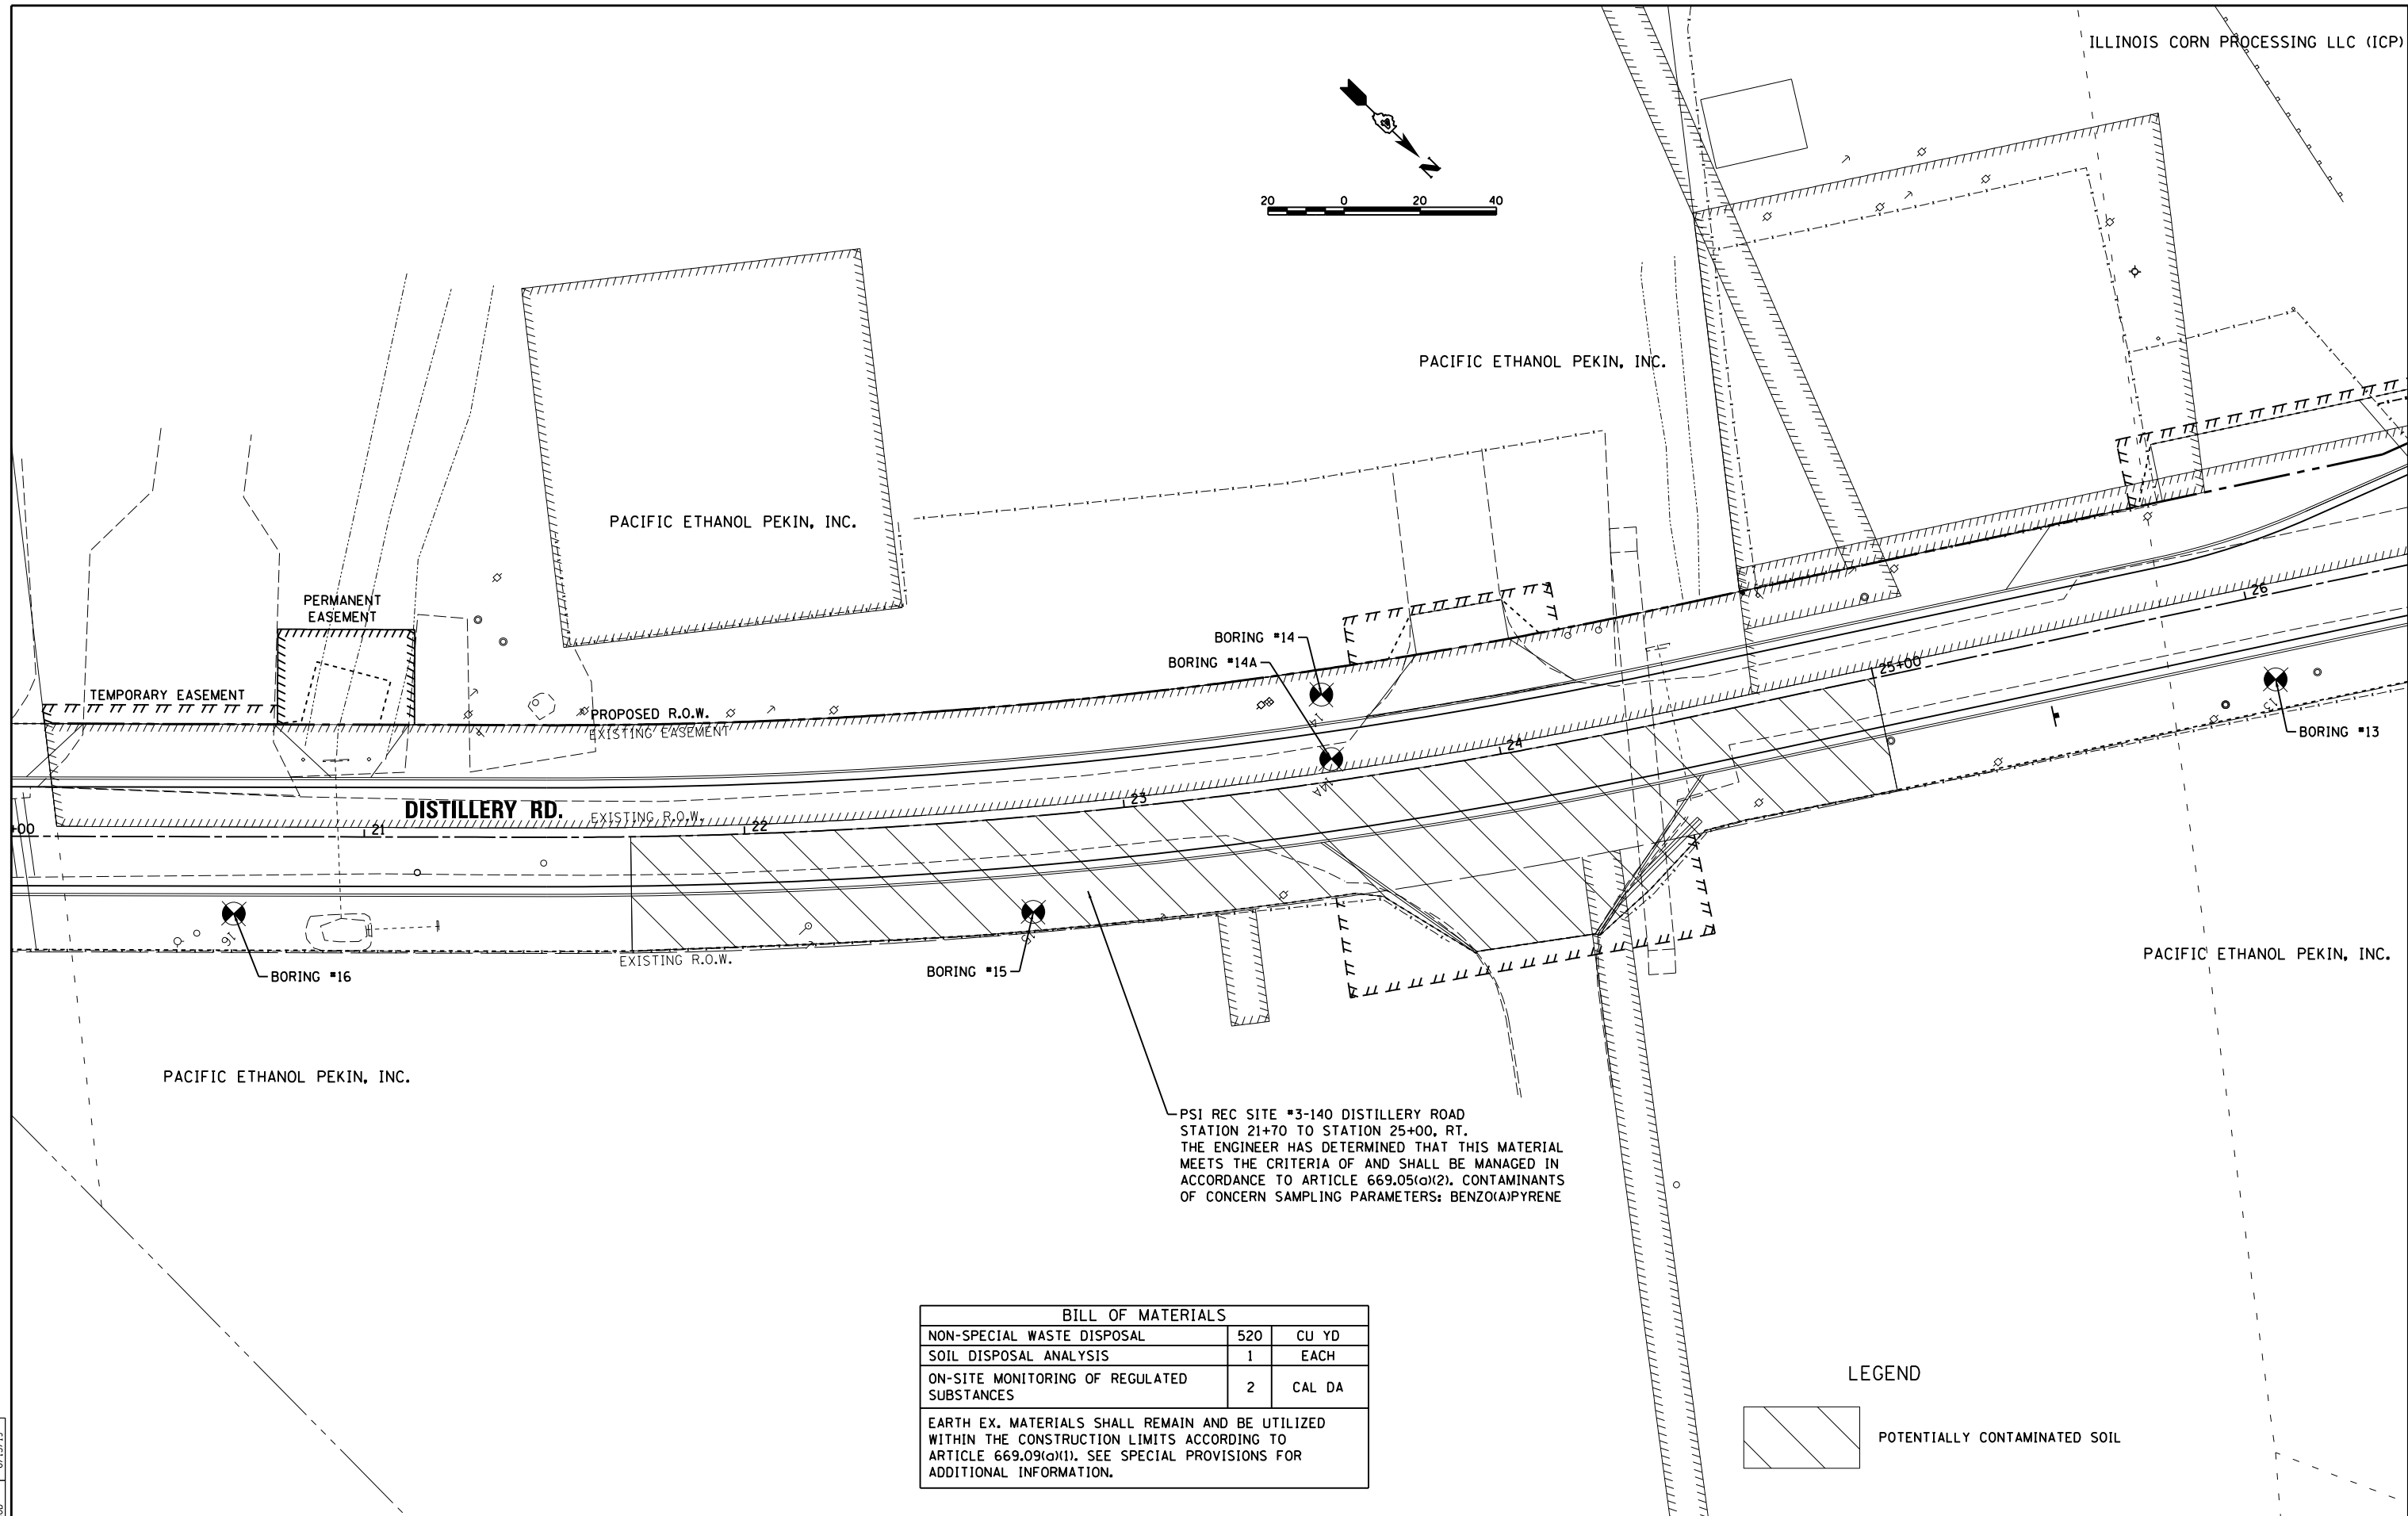 ILLINOIS CORN PROCESSING LLC (ICP)
N
20 0 20 40
PACIFIC ETHANOL PEKIN, INC.
PACIFIC ETHANOL PEKIN, INC.
PERMANENT
EASEMENT
TEMPORARY EASEMENT
PROPOSED R.O.W.
EXISTING EASEMENT
BORING #14
BORING #14A
14
14A
BORING #13
13
DISTILLERY RD.
EXISTING R.O.W.
+00
21
22
23
24
25+00
26
BORING #16
16
EXISTING R.O.W.
BORING #15
15
PACIFIC ETHANOL PEKIN, INC.
PACIFIC ETHANOL PEKIN, INC.
PSI REC SITE #3-140 DISTILLERY ROAD
STATION 21+70 TO STATION 25+00, RT.
THE ENGINEER HAS DETERMINED THAT THIS MATERIAL
MEETS THE CRITERIA OF AND SHALL BE MANAGED IN
ACCORDANCE TO ARTICLE 669.05(a)(2). CONTAMINANTS
OF CONCERN SAMPLING PARAMETERS: BENZO(A)PYRENE
BILL OF MATERIALS
NON-SPECIAL WASTE DISPOSAL 520 CU YD
SOIL DISPOSAL ANALYSIS 1 EACH
ON-SITE MONITORING OF REGULATED
SUBSTANCES 2 CAL DA
EARTH EX. MATERIALS SHALL REMAIN AND BE UTILIZED
WITHIN THE CONSTRUCTION LIMITS ACCORDING TO
ARTICLE 669.09(a)(1). SEE SPECIAL PROVISIONS FOR
ADDITIONAL INFORMATION.
LEGEND
POTENTIALLY CONTAMINATED SOIL